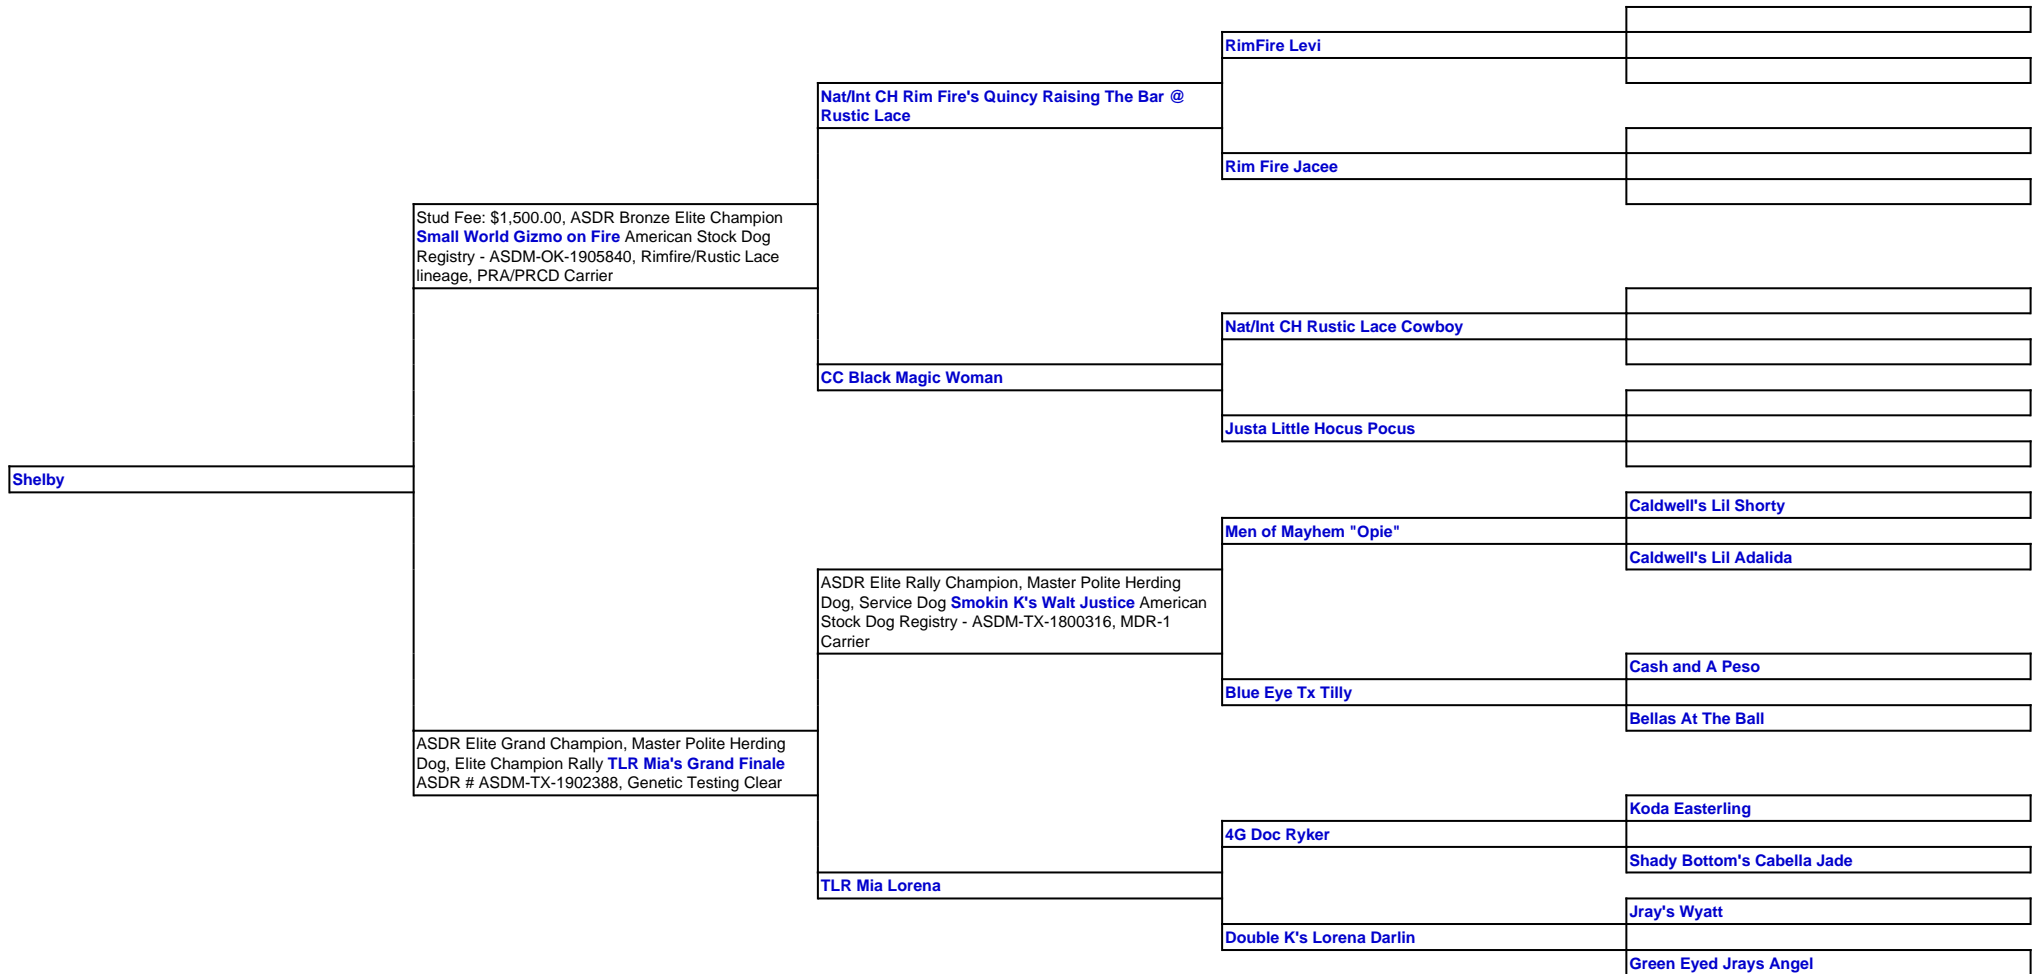 RimFire Levi
Nat/Int CH Rim Fire's Quincy Raising The Bar @
Rustic Lace
Rim Fire Jacee
Stud Fee: $1,500.00, ASDR Bronze Elite Champion
Small World Gizmo on Fire American Stock Dog
Registry - ASDM-OK-1905840, Rimfire/Rustic Lace
lineage, PRA/PRCD Carrier
Nat/Int CH Rustic Lace Cowboy
CC Black Magic Woman
Justa Little Hocus Pocus
Shelby
Caldwell's Lil Shorty
Men of Mayhem "Opie"
Caldwell's Lil Adalida
ASDR Elite Rally Champion, Master Polite Herding
Dog, Service Dog Smokin K's Walt Justice American
Stock Dog Registry - ASDM-TX-1800316, MDR-1
Carrier
Cash and A Peso
Blue Eye Tx Tilly
Bellas At The Ball
ASDR Elite Grand Champion, Master Polite Herding
Dog, Elite Champion Rally TLR Mia's Grand Finale
ASDR # ASDM-TX-1902388, Genetic Testing Clear
Koda Easterling
4G Doc Ryker
Shady Bottom's Cabella Jade
TLR Mia Lorena
Jray's Wyatt
Double K's Lorena Darlin
Green Eyed Jrays Angel